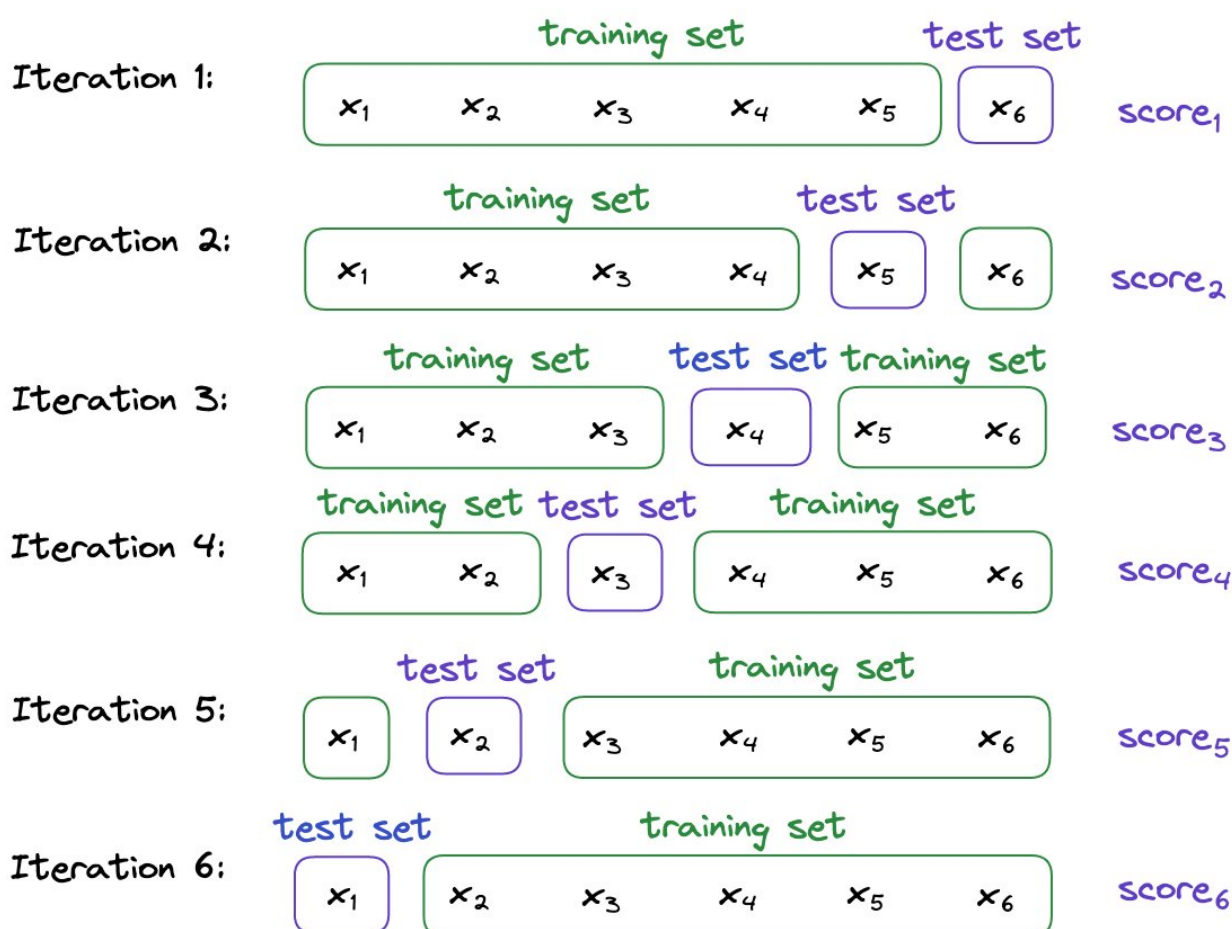 training set test set
Iteration 1: x₁ x₂ x₃ x₄ x₅ x₆ score₁
training set test set
Iteration 2: x₁ x₂ x₃ x₄ x₅ x₆ score₂
training set test set training set
Iteration 3: x₁ x₂ x₃ x₄ x₅ x₆ score₃
training set test set training set
Iteration 4: x₁ x₂ x₃ x₄ x₅ x₆ score₄
test set training set
Iteration 5: x₁ x₂ x₃ x₄ x₅ x₆ score₅
test set training set
Iteration 6: x₁ x₂ x₃ x₄ x₅ x₆ score₆